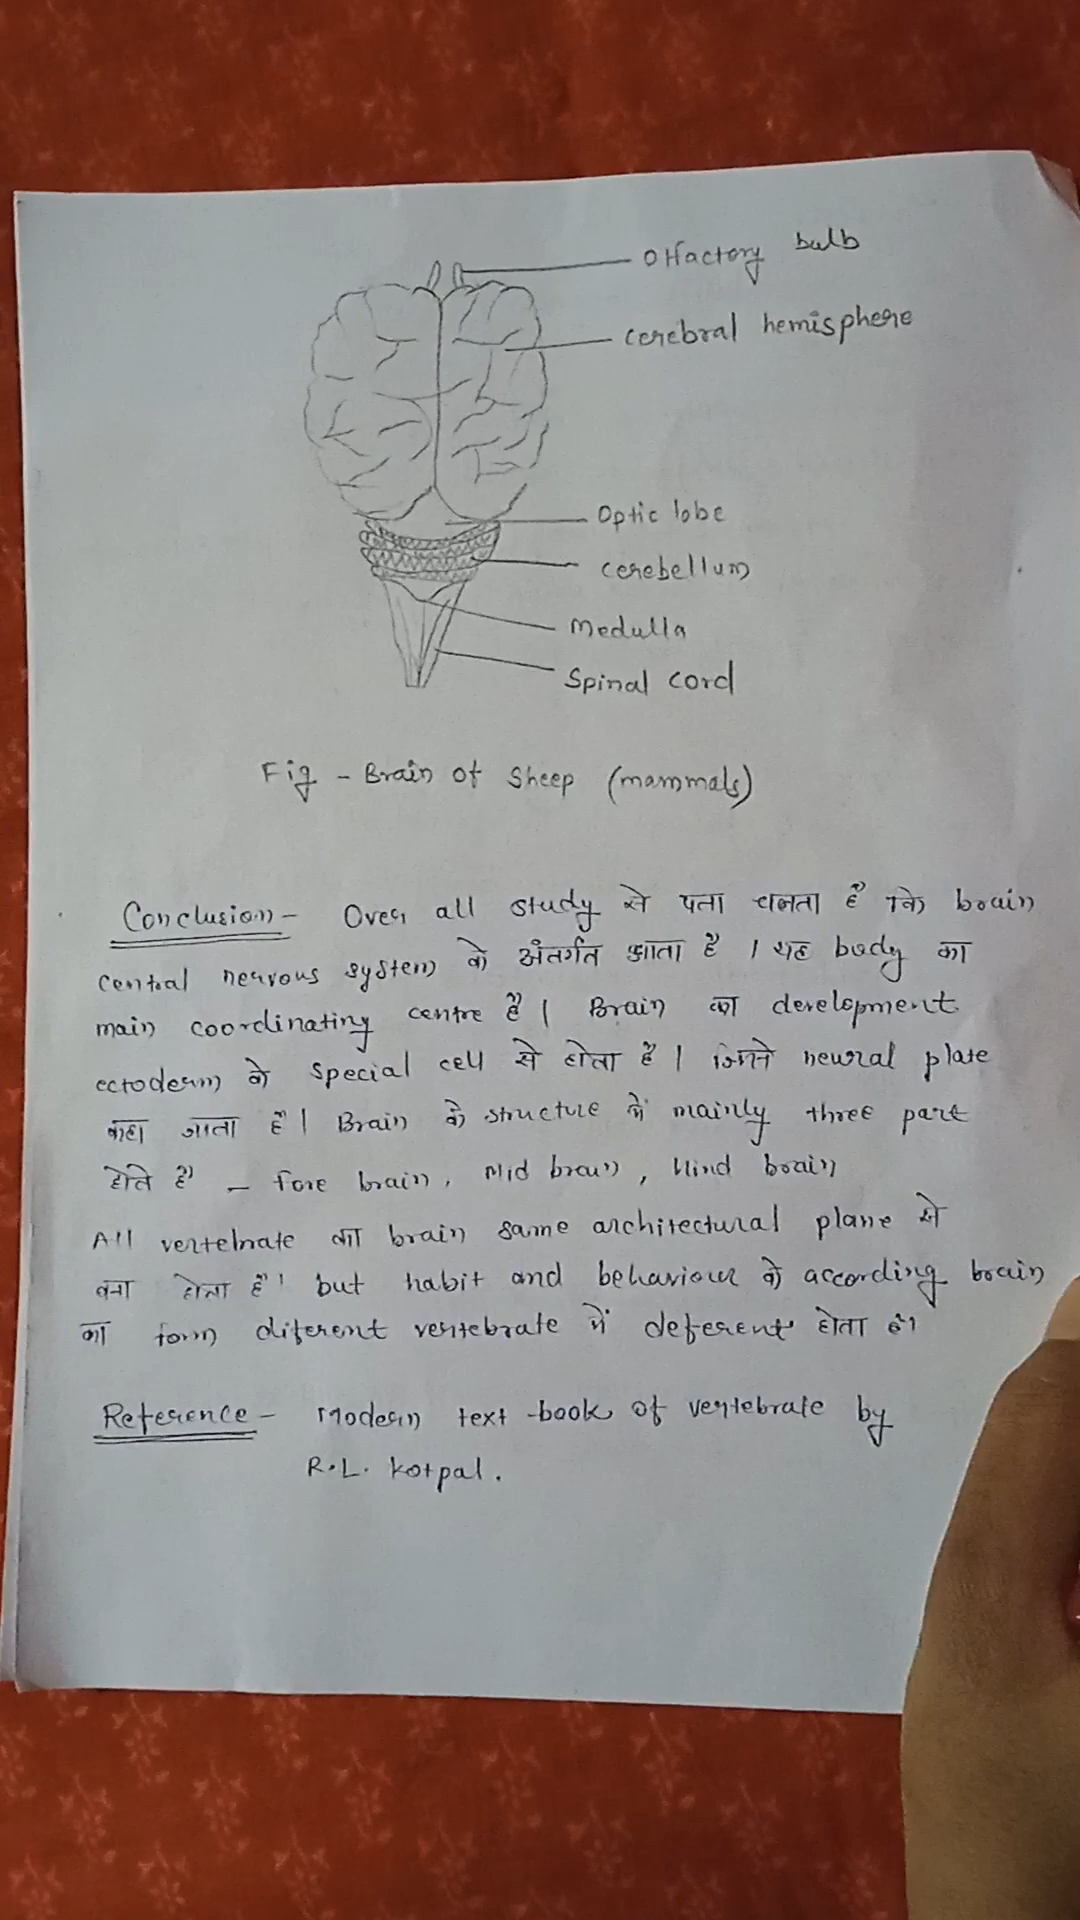 Olfactory bulb
cerebral hemisphere
Optic lobe
cerebellum
Medulla
Spinal cord
Fig - Brain of Sheep (mammals)
Conclusion - Over all study से पता चलता है कि brain
central nervous system के अंतर्गत आता है । यह body का
main coordinating centre है । Brain का development
ectoderm के special cell से होता है । जिसे neural plate
कहा जाता है । Brain के structure में mainly three part
होते है - fore brain, Mid brain, Hind brain
All vertebrate का brain same architectural plane से
बना होता है । but habit and behaviour के according brain
का form diferent vertebrate में deferent होता है।
Reference - Modern text-book of vertebrate by
R.L. kotpal.